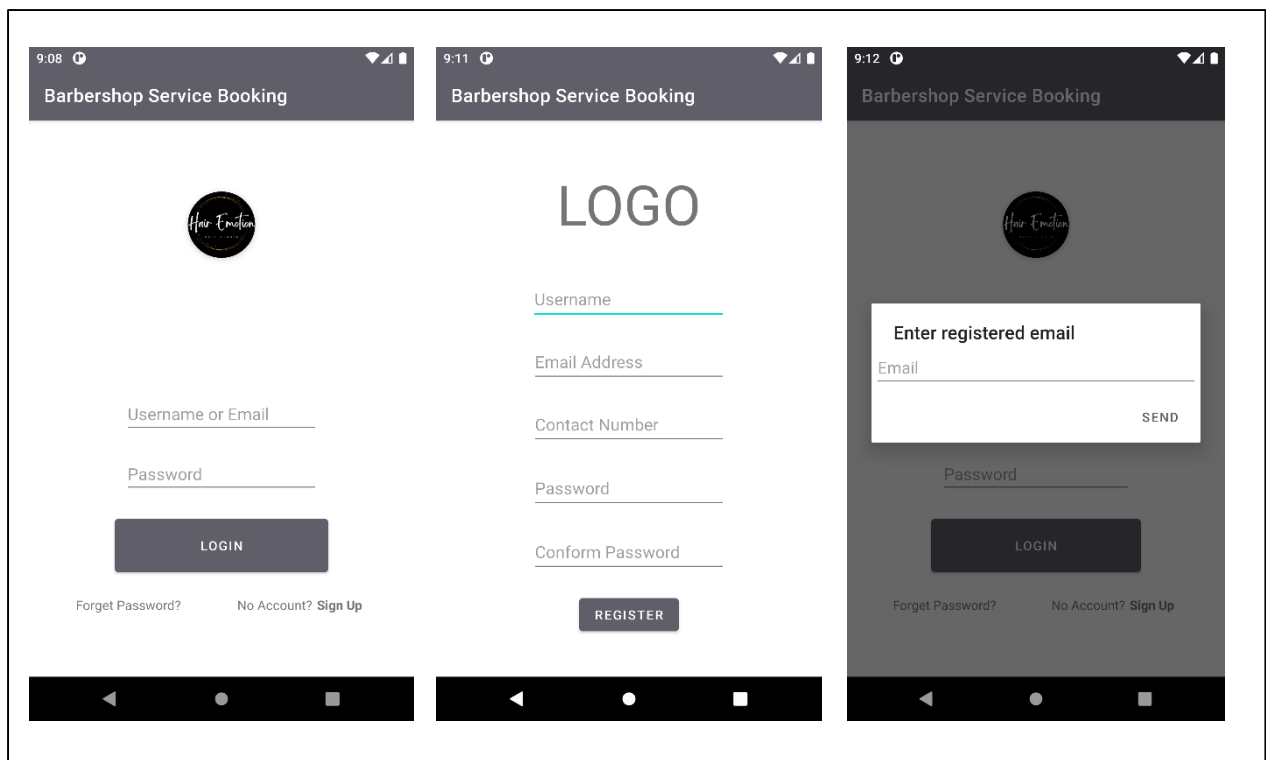 9:08
Barbershop Service Booking
Hair Emotion
Username or Email
Password
LOGIN
Forget Password? No Account? Sign Up
9:11
Barbershop Service Booking
LOGO
Username
Email Address
Contact Number
Password
Conform Password
REGISTER
9:12
Barbershop Service Booking
Hair Emotion
Enter registered email
Email
SEND
Password
LOGIN
Forget Password? No Account? Sign Up